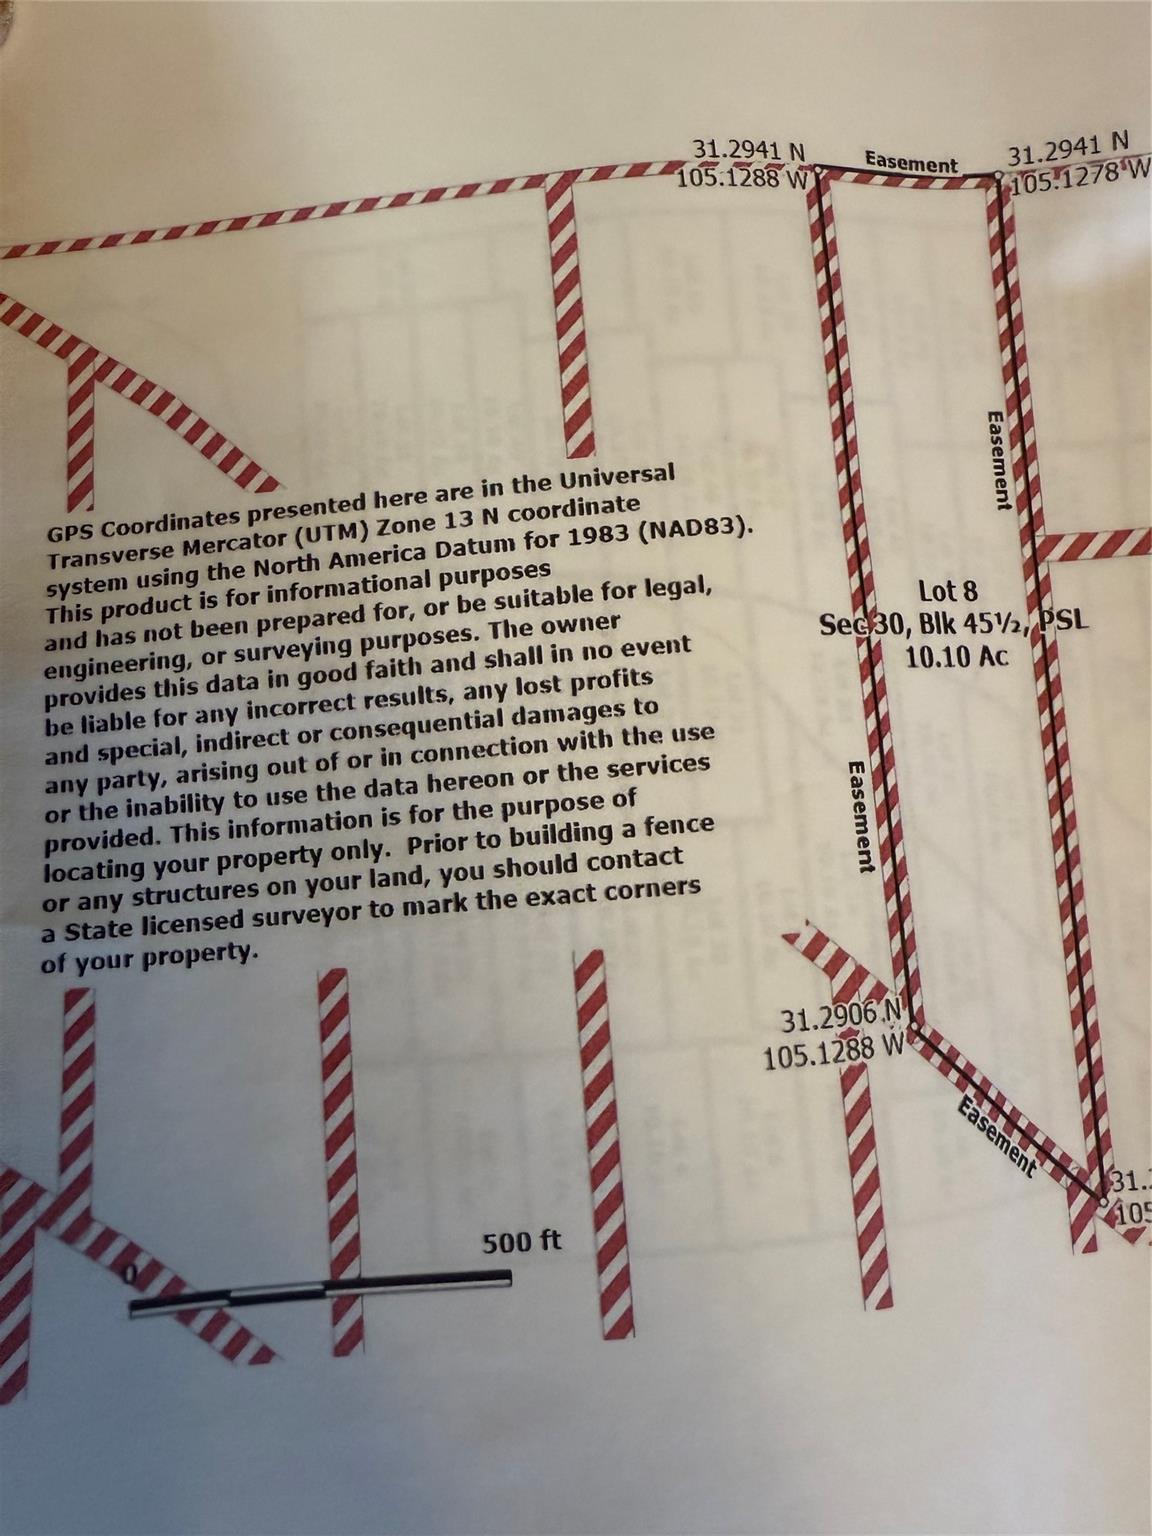 31.2941 N
105.1288 W
Easement
31.2941 N
105.1278 W
Easement
GPS Coordinates presented here are in the Universal
Transverse Mercator (UTM) Zone 13 N coordinate
system using the North America Datum for 1983 (NAD83).
This product is for informational purposes
and has not been prepared for, or be suitable for legal,
engineering, or surveying purposes. The owner
provides this data in good faith and shall in no event
be liable for any incorrect results, any lost profits
and special, indirect or consequential damages to
any party, arising out of or in connection with the use
or the inability to use the data hereon or the services
provided. This information is for the purpose of
locating your property only. Prior to building a fence
or any structures on your land, you should contact
a State licensed surveyor to mark the exact corners
of your property.
Lot 8
Sec 30, Blk 45½, PSL
10.10 Ac
Easement
31.2906 N
105.1288 W
Easement
31.
105
500 ft
0